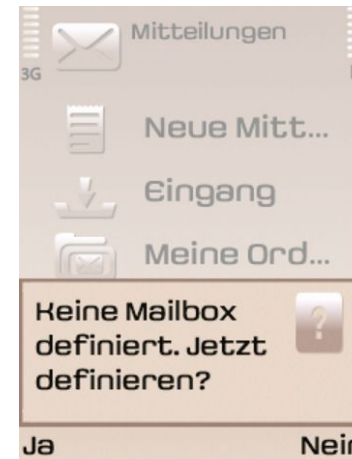 Mitteilungen
3G
Neue Mitt...
Eingang
Meine Ord...
Keine Mailbox
definiert. Jetzt
definieren?
Ja Nein